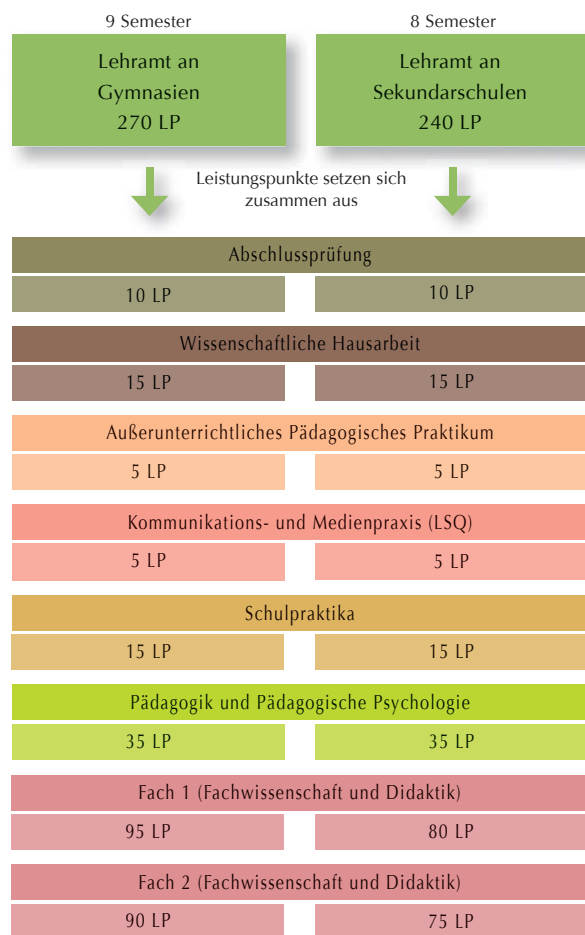 9 Semester
8 Semester
Lehramt an
Gymnasien
270 LP
Lehramt an
Sekundarschulen
240 LP
Leistungspunkte setzen sich
zusammen aus
Abschlussprüfung
10 LP
10 LP
Wissenschaftliche Hausarbeit
15 LP
15 LP
Außerunterrichtliches Pädagogisches Praktikum
5 LP
5 LP
Kommunikations- und Medienpraxis (LSQ)
5 LP
5 LP
Schulpraktika
15 LP
15 LP
Pädagogik und Pädagogische Psychologie
35 LP
35 LP
Fach 1 (Fachwissenschaft und Didaktik)
95 LP
80 LP
Fach 2 (Fachwissenschaft und Didaktik)
90 LP
75 LP